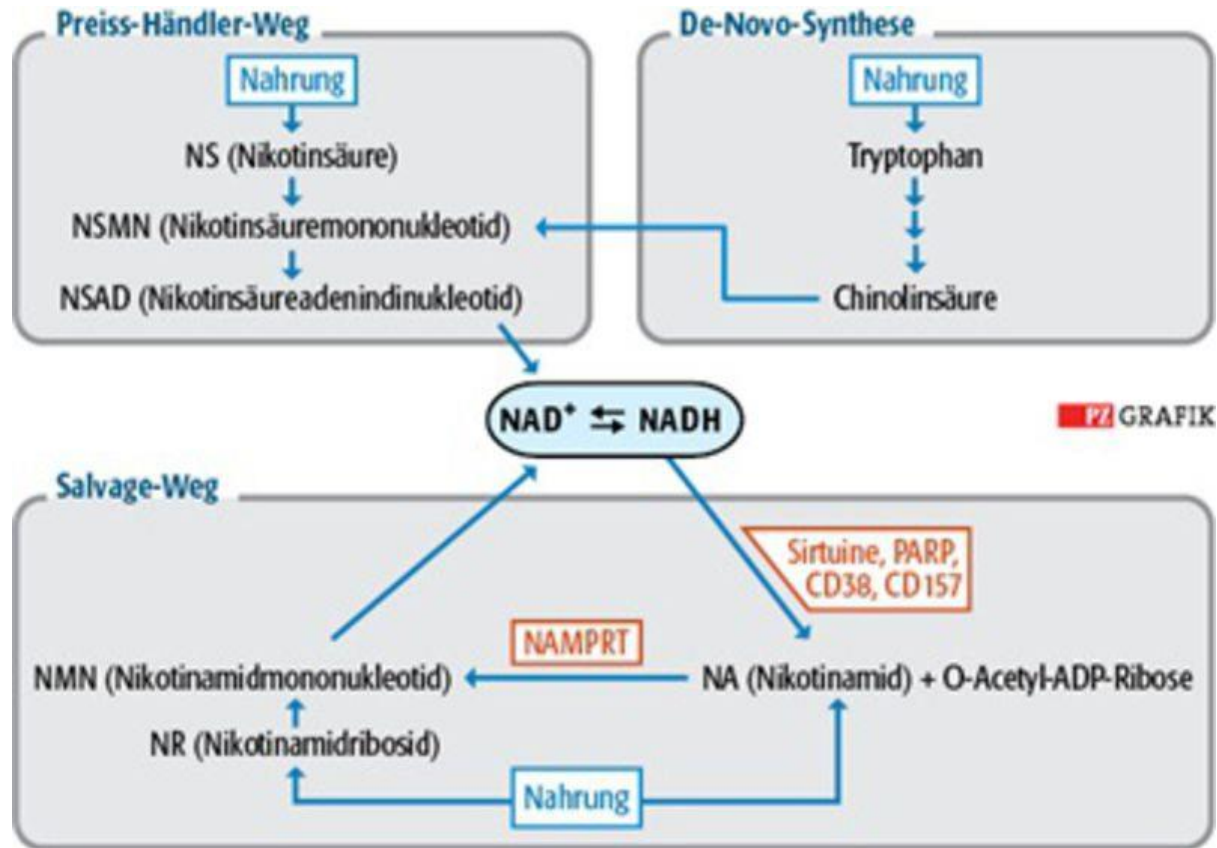 Preiss-Händler-Weg
Nahrung
NS (Nikotinsäure)
NSMN (Nikotinsäuremononukleotid)
NSAD (Nikotinsäureadenindinukleotid)
De-Novo-Synthese
Nahrung
Tryptophan
Chinolinsäure
NAD⁺ ⇆ NADH
PZ GRAFIK
Salvage-Weg
Sirtuine, PARP,
CD38, CD157
NAMPRT
NMN (Nikotinamidmononukleotid)
NA (Nikotinamid) + O-Acetyl-ADP-Ribose
NR (Nikotinamidribosid)
Nahrung